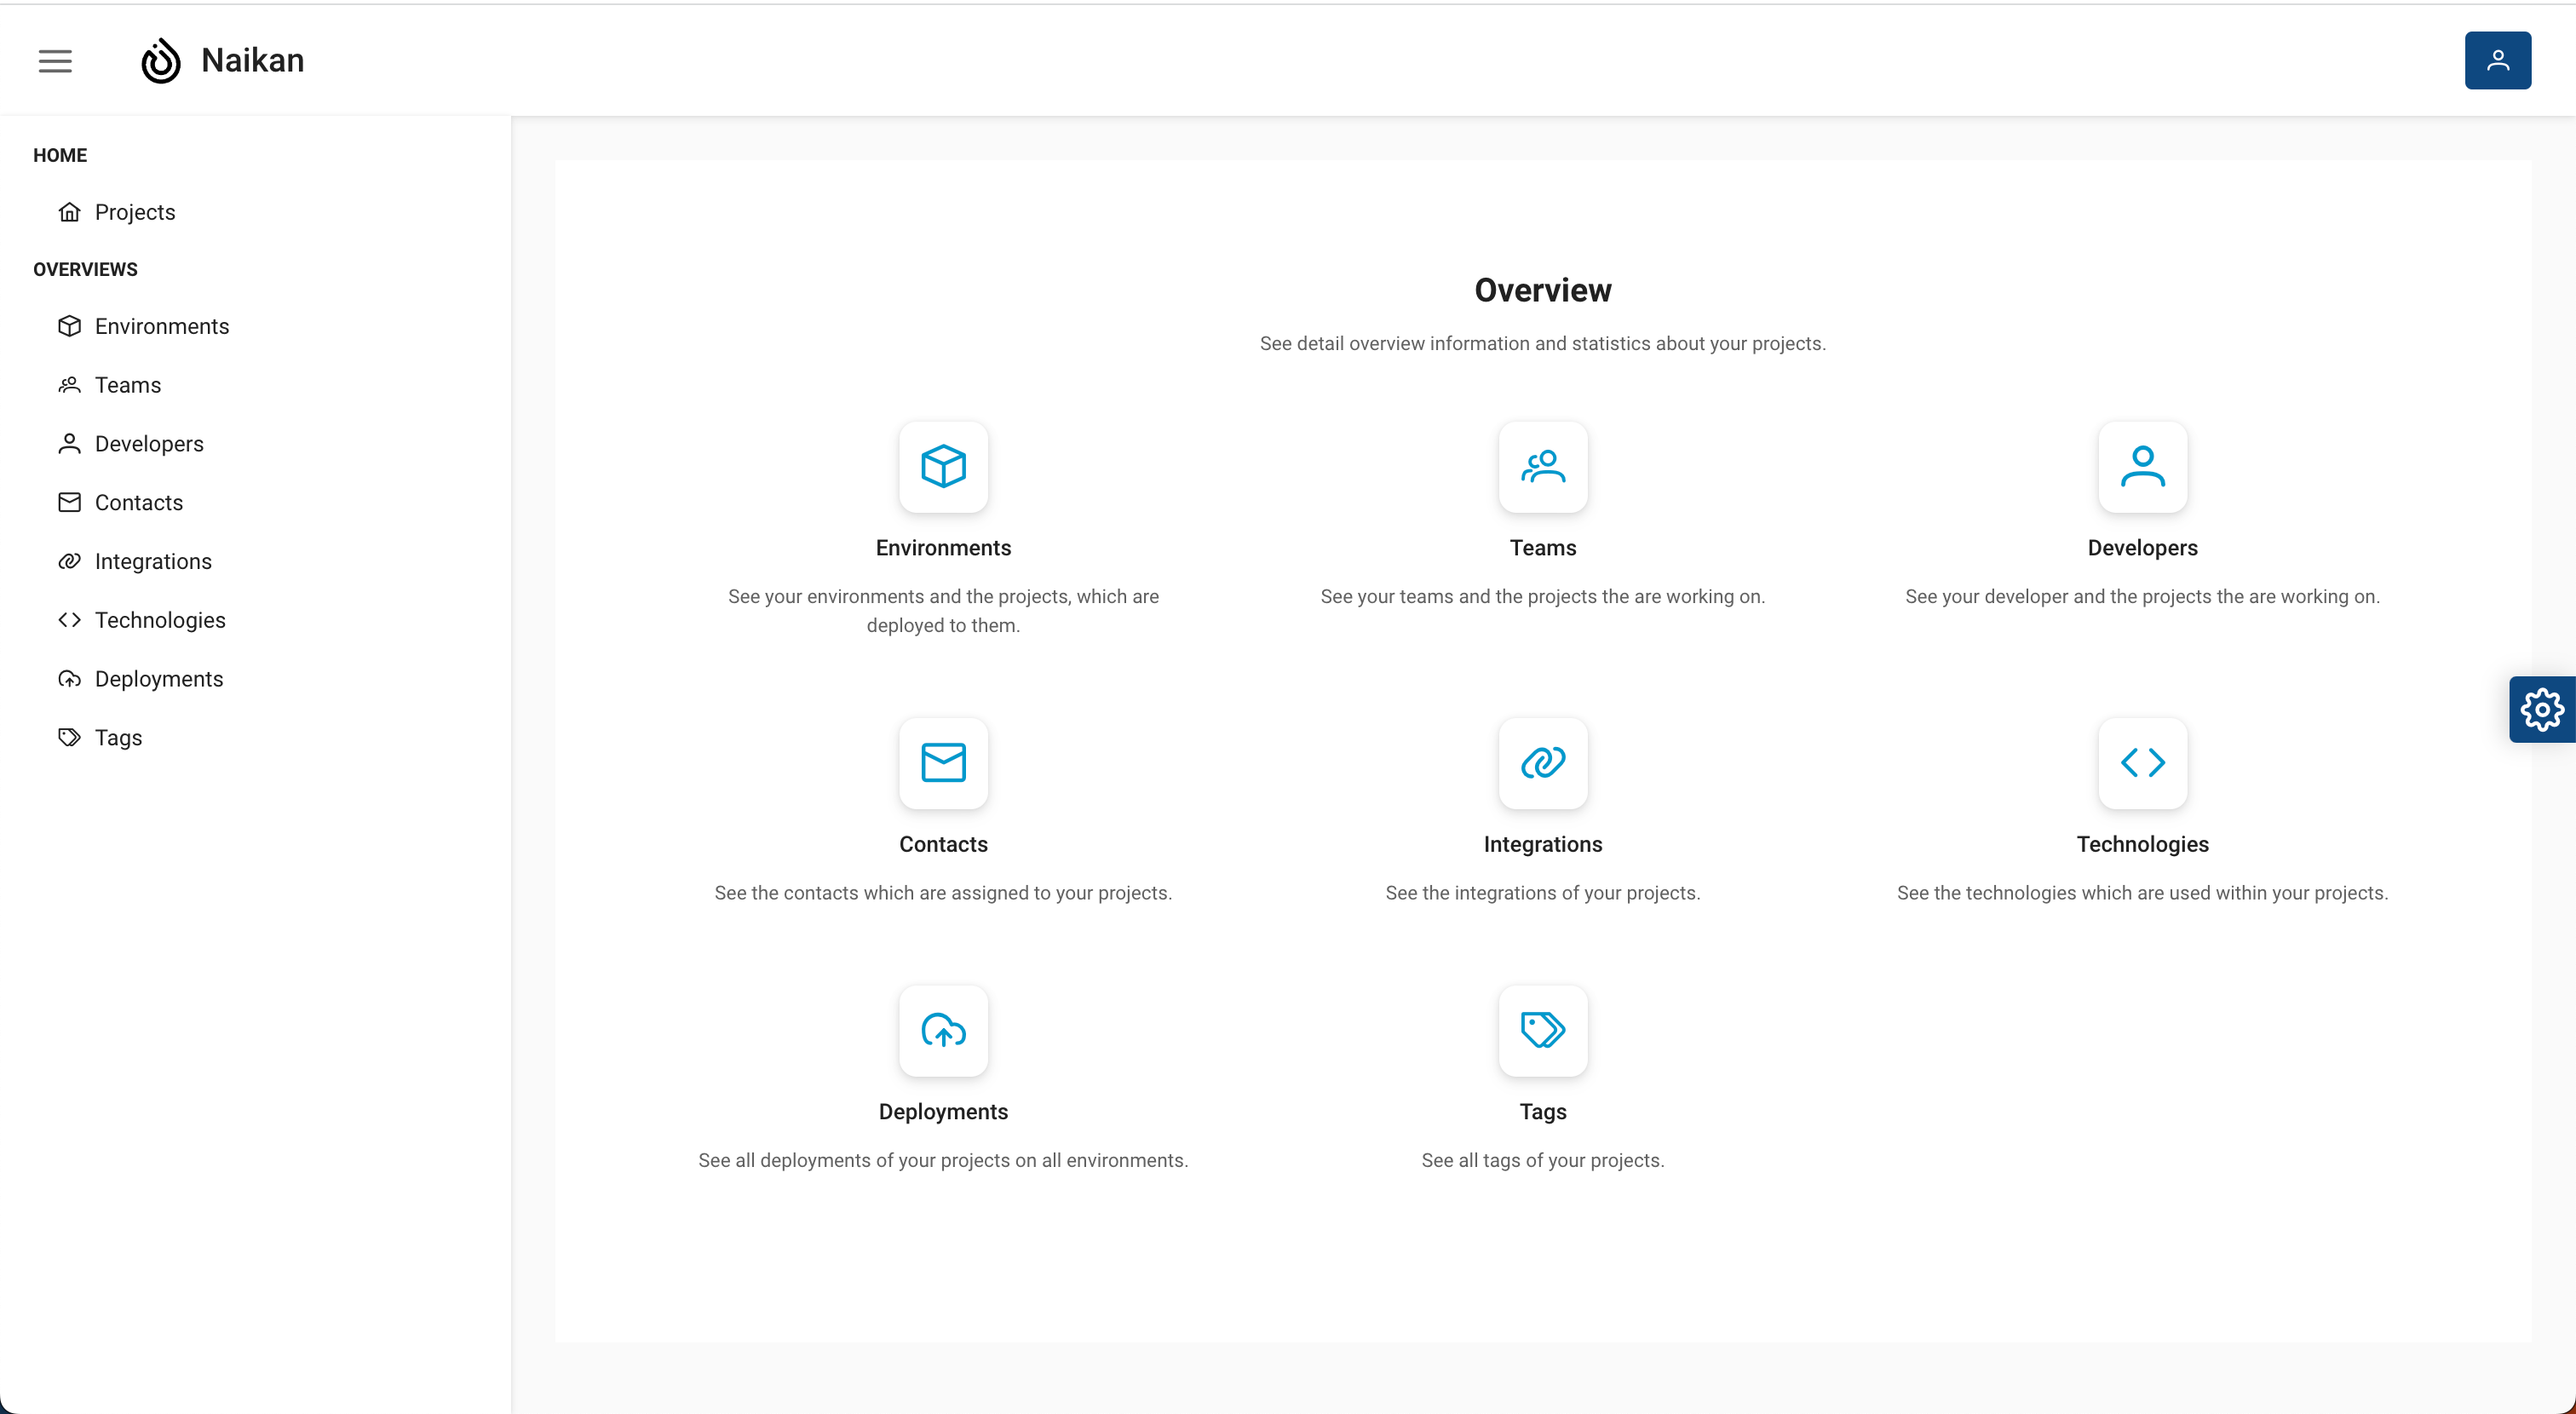 Naikan
HOME
Projects
OVERVIEWS
Environments
Teams
Developers
Contacts
Integrations
Technologies
Deployments
Tags
Overview
See detail overview information and statistics about your projects.
Environments
See your environments and the projects, which are
deployed to them.
Teams
See your teams and the projects the are working on.
Developers
See your developer and the projects the are working on.
Contacts
See the contacts which are assigned to your projects.
Integrations
See the integrations of your projects.
Technologies
See the technologies which are used within your projects.
Deployments
See all deployments of your projects on all environments.
Tags
See all tags of your projects.